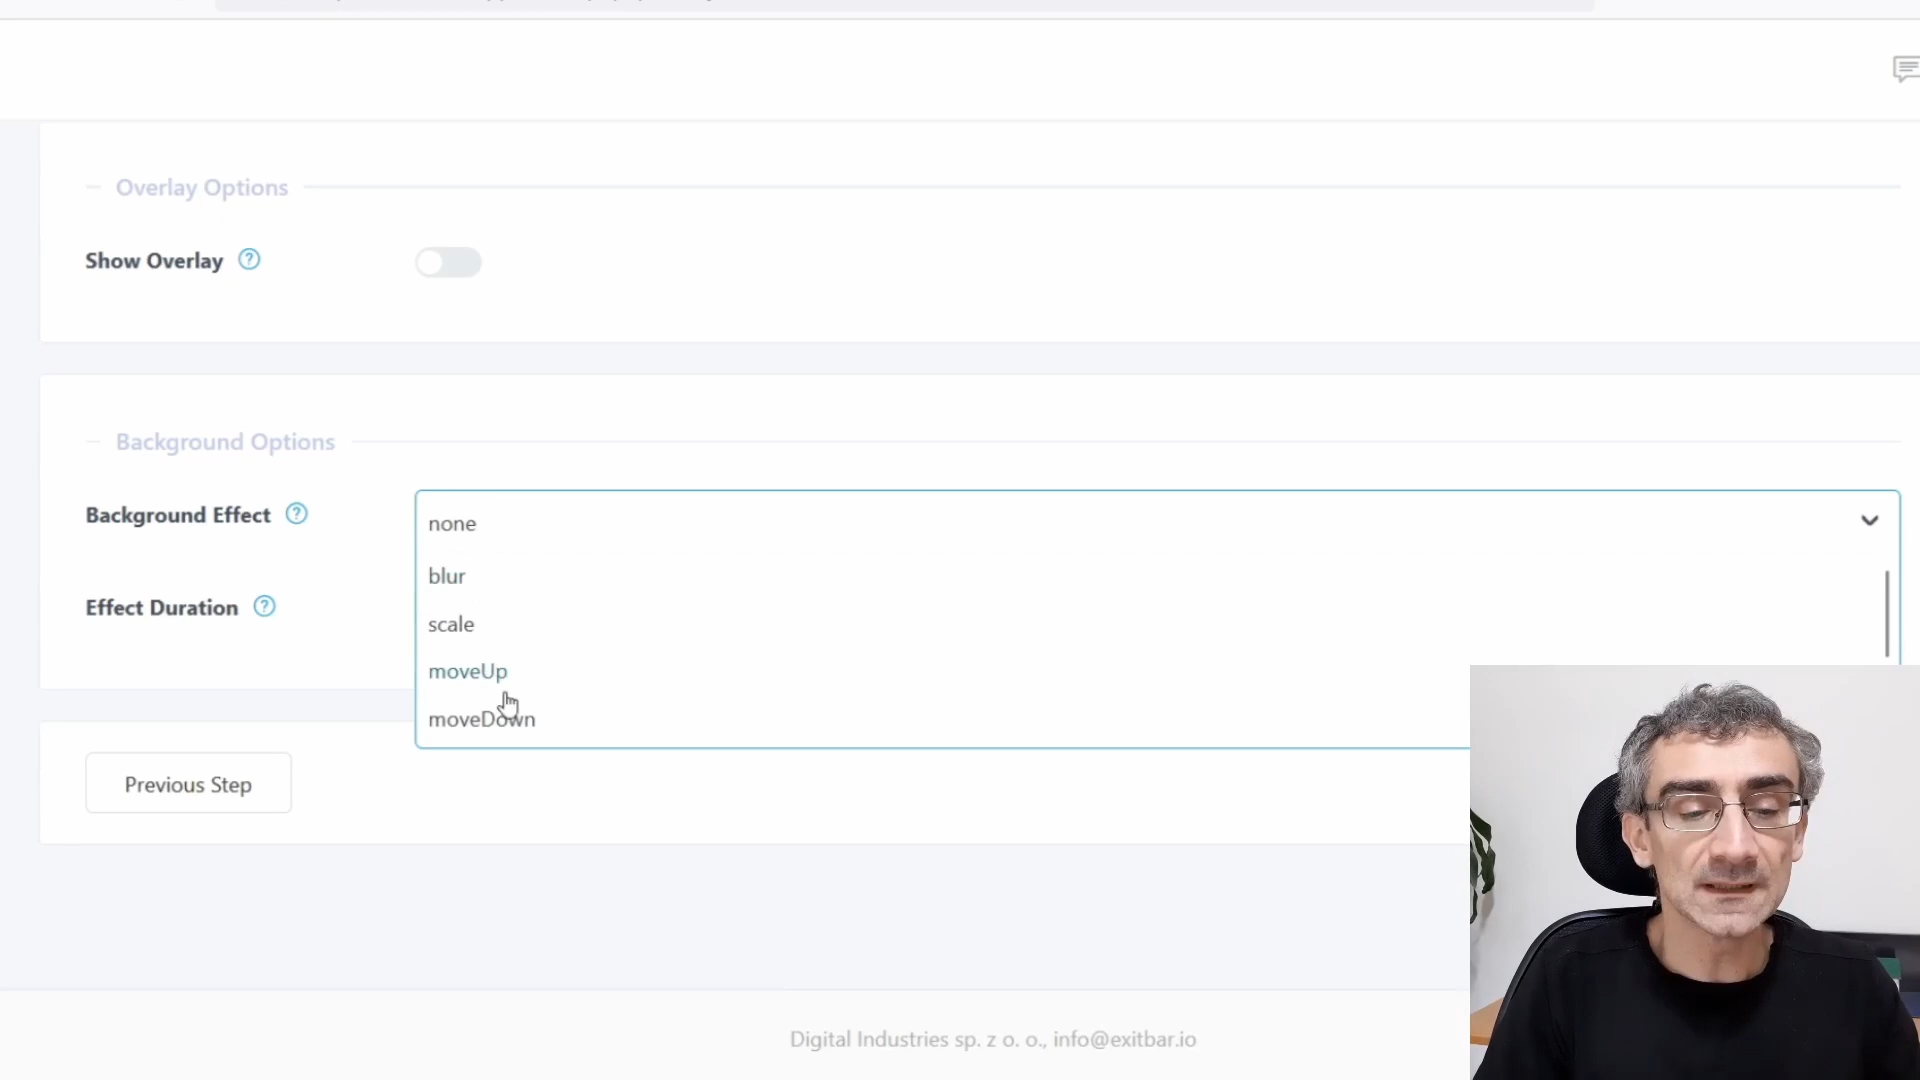 Overlay Options
Show Overlay ?
Background Options
Background Effect ?
none
blur
scale
moveUp
moveDown
Effect Duration ?
Previous Step
Digital Industries sp. z o. o., info@exitbar.io